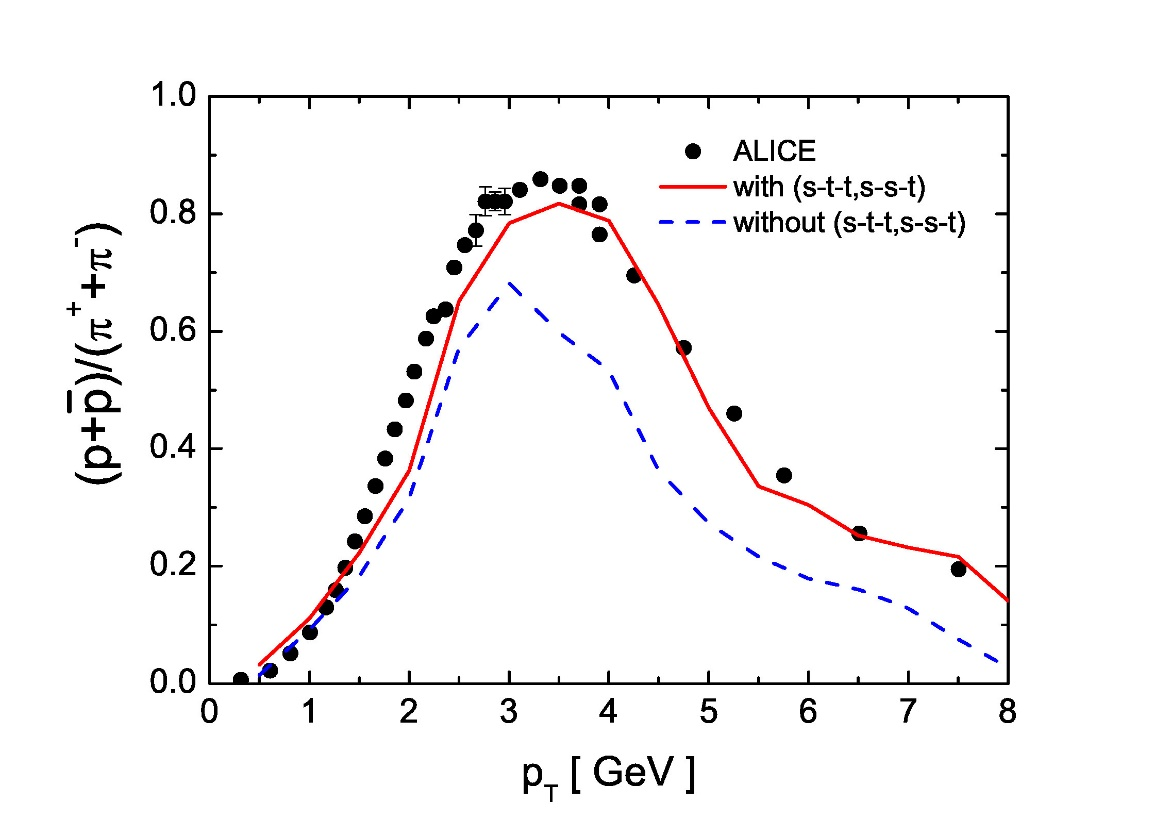 1.0
0.8
0.6
0.4
0.2
0.0
(p+p̄)/(π⁺+π⁻)
ALICE
with (s-t-t,s-s-t)
without (s-t-t,s-s-t)
0 1 2 3 4 5 6 7 8
p_T [ GeV ]